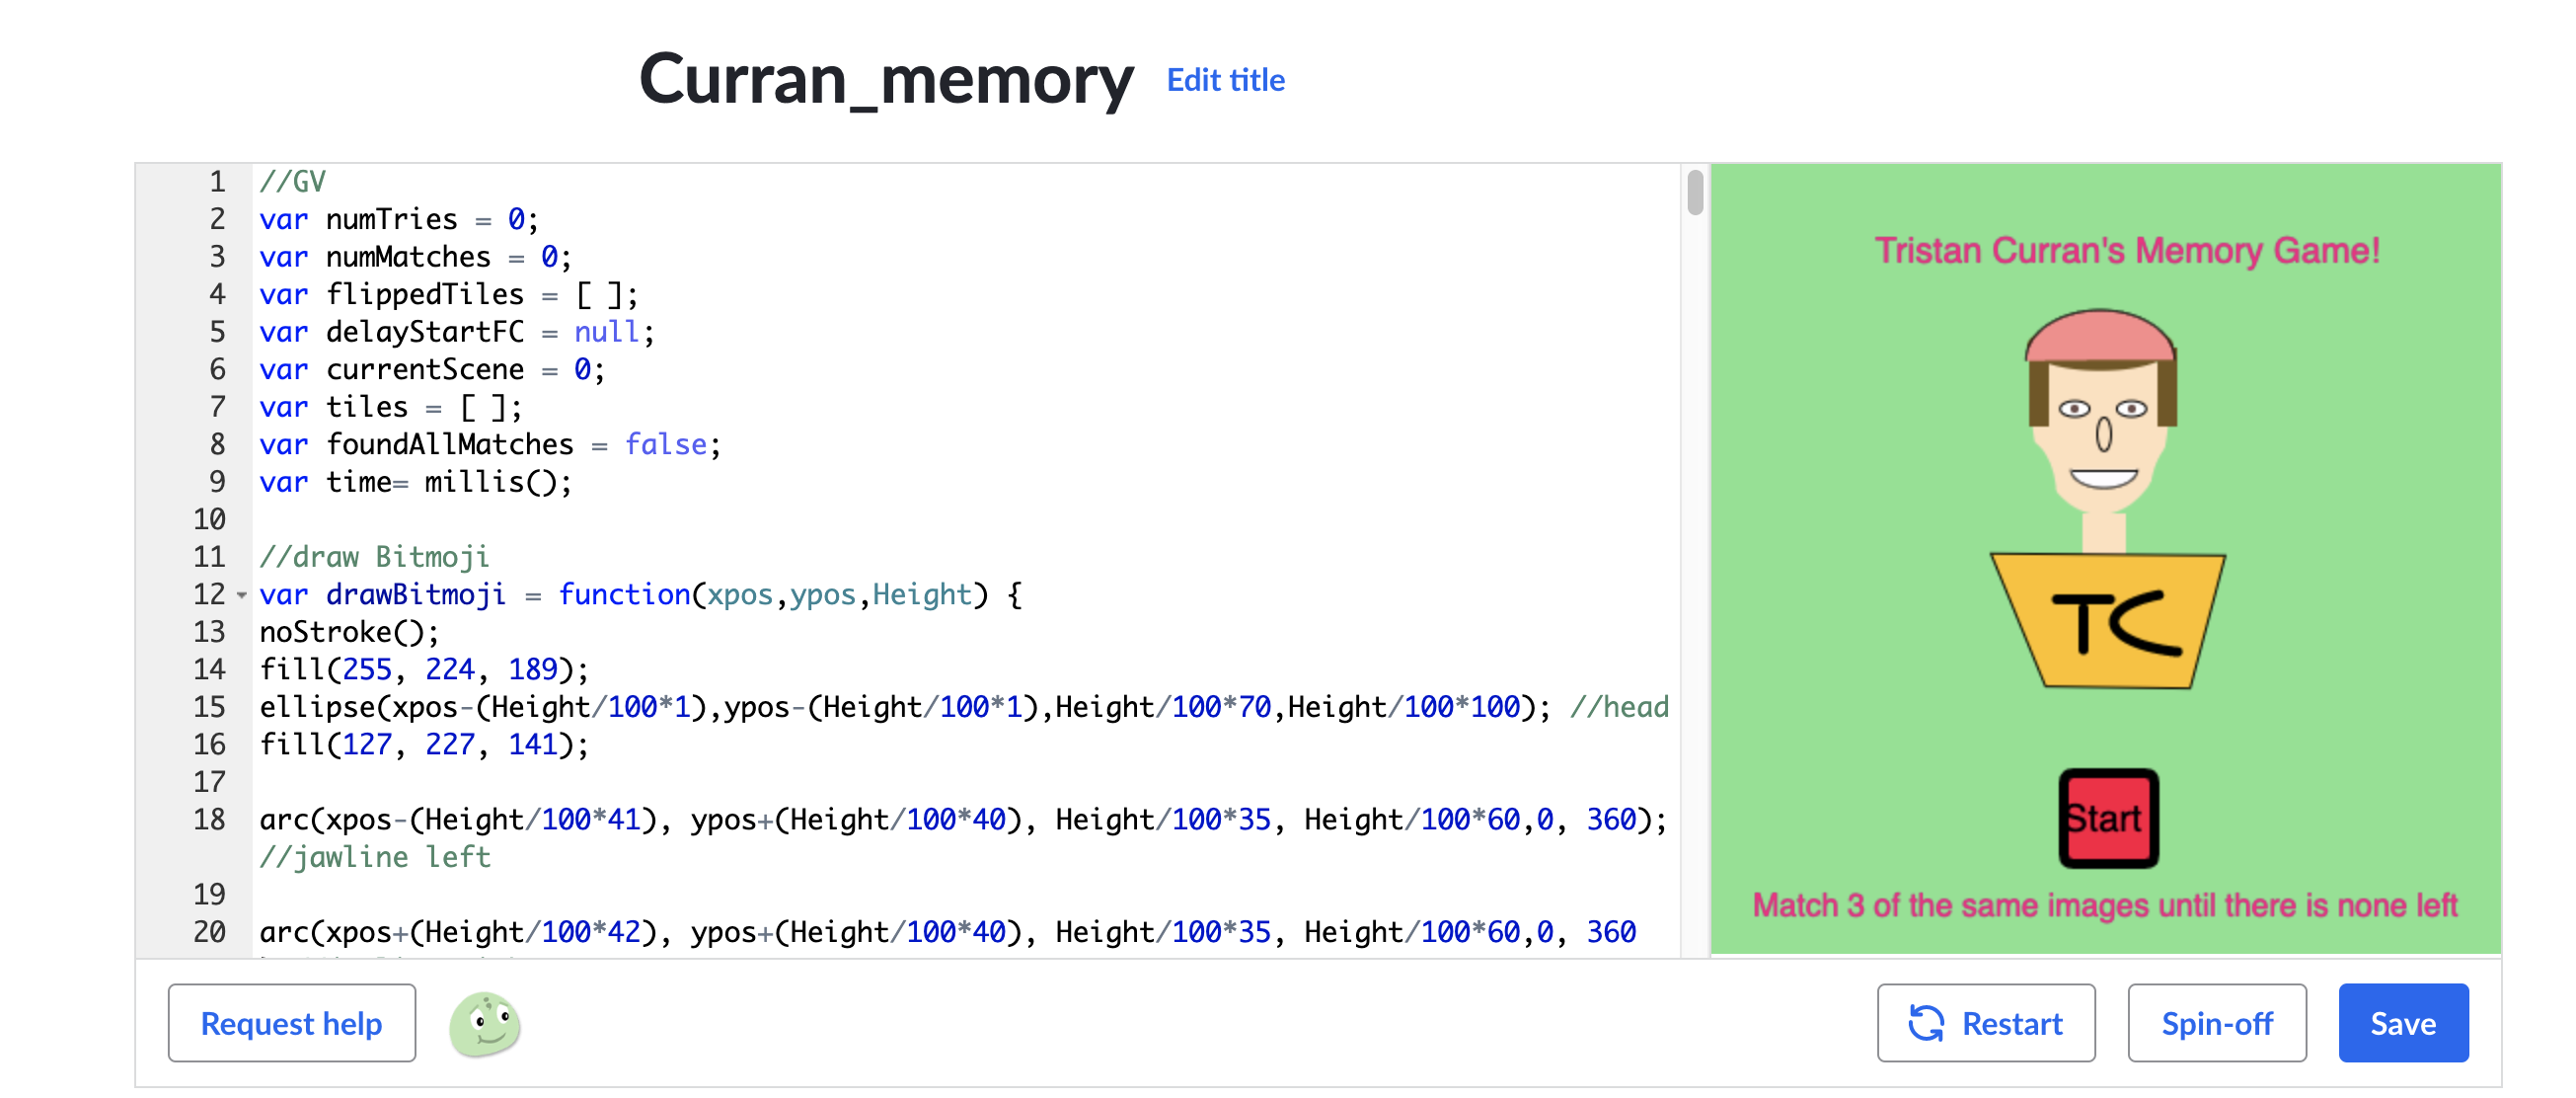 Curran_memory Edit title
1 //GV
2 var numTries = 0;
3 var numMatches = 0;
4 var flippedTiles = [ ];
5 var delayStartFC = null;
6 var currentScene = 0;
7 var tiles = [ ];
8 var foundAllMatches = false;
9 var time= millis();
10
11 //draw Bitmoji
12 var drawBitmoji = function(xpos,ypos,Height) {
13 noStroke();
14 fill(255, 224, 189);
15 ellipse(xpos-(Height/100*1),ypos-(Height/100*1),Height/100*70,Height/100*100); //head
16 fill(127, 227, 141);
17
18 arc(xpos-(Height/100*41), ypos+(Height/100*40), Height/100*35, Height/100*60,0, 360);
//jawline left
19
20 arc(xpos+(Height/100*42), ypos+(Height/100*40), Height/100*35, Height/100*60,0, 360
Tristan Curran's Memory Game!
TC
Start
Match 3 of the same images until there is none left
Request help
Restart
Spin-off
Save